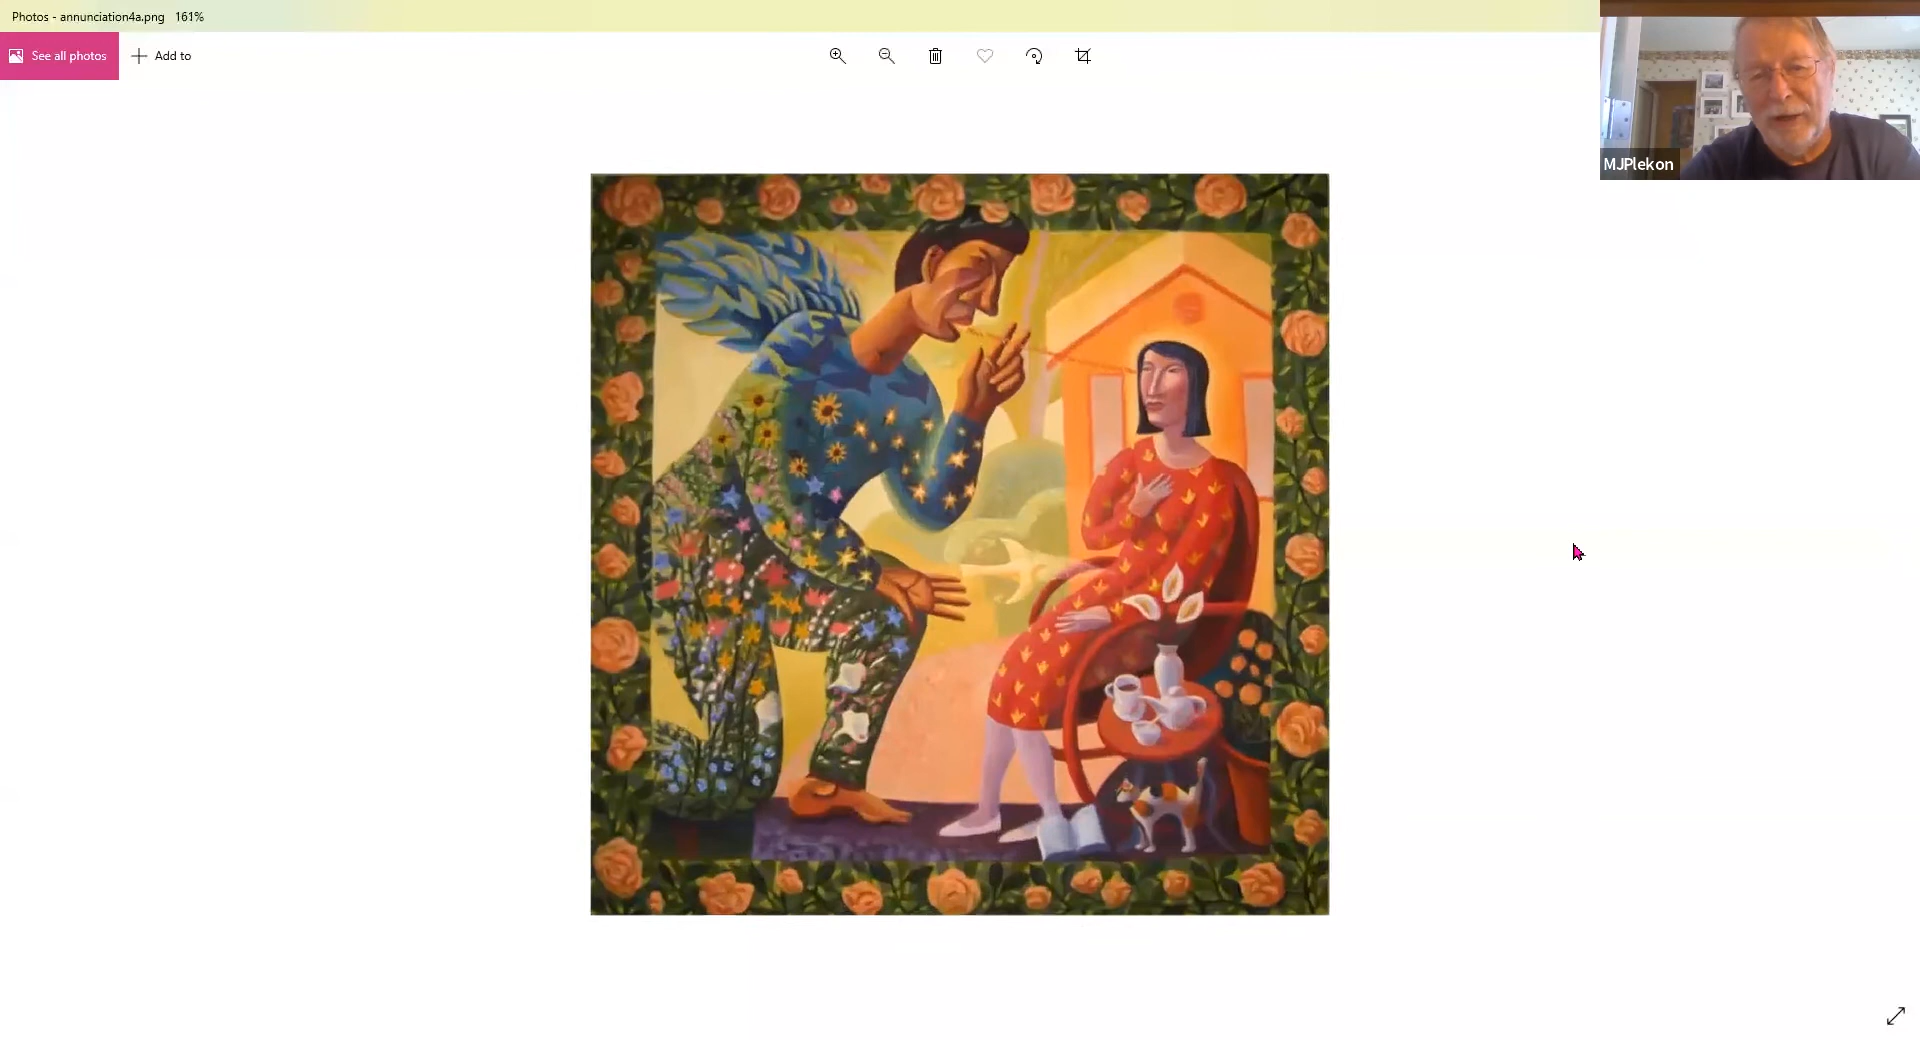 Photos - annunciation4a.png 161%
See all photos
Add to
MJPlekon